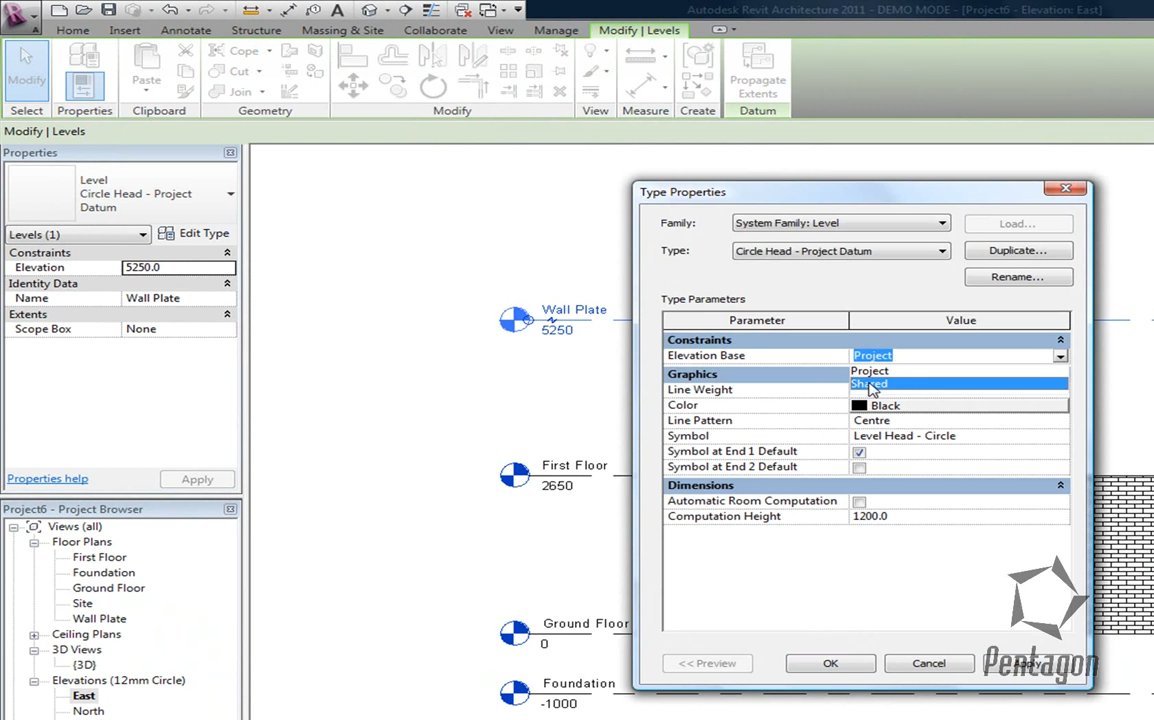 Autodesk Revit Architecture 2011 - DEMO MODE - [Project6 - Elevation: East]
Home Insert Annotate Structure Massing & Site Collaborate View Manage Modify | Levels
Modify Paste Cope Cut Join Propagate Extents
Select Properties Clipboard Geometry Modify View Measure Create Datum
Modify | Levels
Properties
Level
Circle Head - Project
Datum
Levels (1) Edit Type
Constraints
Elevation 5250.0
Identity Data
Name Wall Plate
Extents
Scope Box None
Properties help Apply
Project6 - Project Browser
Views (all)
Floor Plans
First Floor
Foundation
Ground Floor
Site
Wall Plate
Ceiling Plans
3D Views
{3D}
Elevations (12mm Circle)
East
North
Wall Plate
5250
First Floor
2650
Ground Floor
0
Foundation
-1000
Type Properties
Family: System Family: Level Load...
Type: Circle Head - Project Datum Duplicate...
Rename...
Type Parameters
Parameter Value
Constraints
Elevation Base Project
Project
Graphics
Shared
Line Weight
Color Black
Line Pattern Centre
Symbol Level Head - Circle
Symbol at End 1 Default
Symbol at End 2 Default
Dimensions
Automatic Room Computation
Computation Height 1200.0
<< Preview OK Cancel Apply
Pentagon